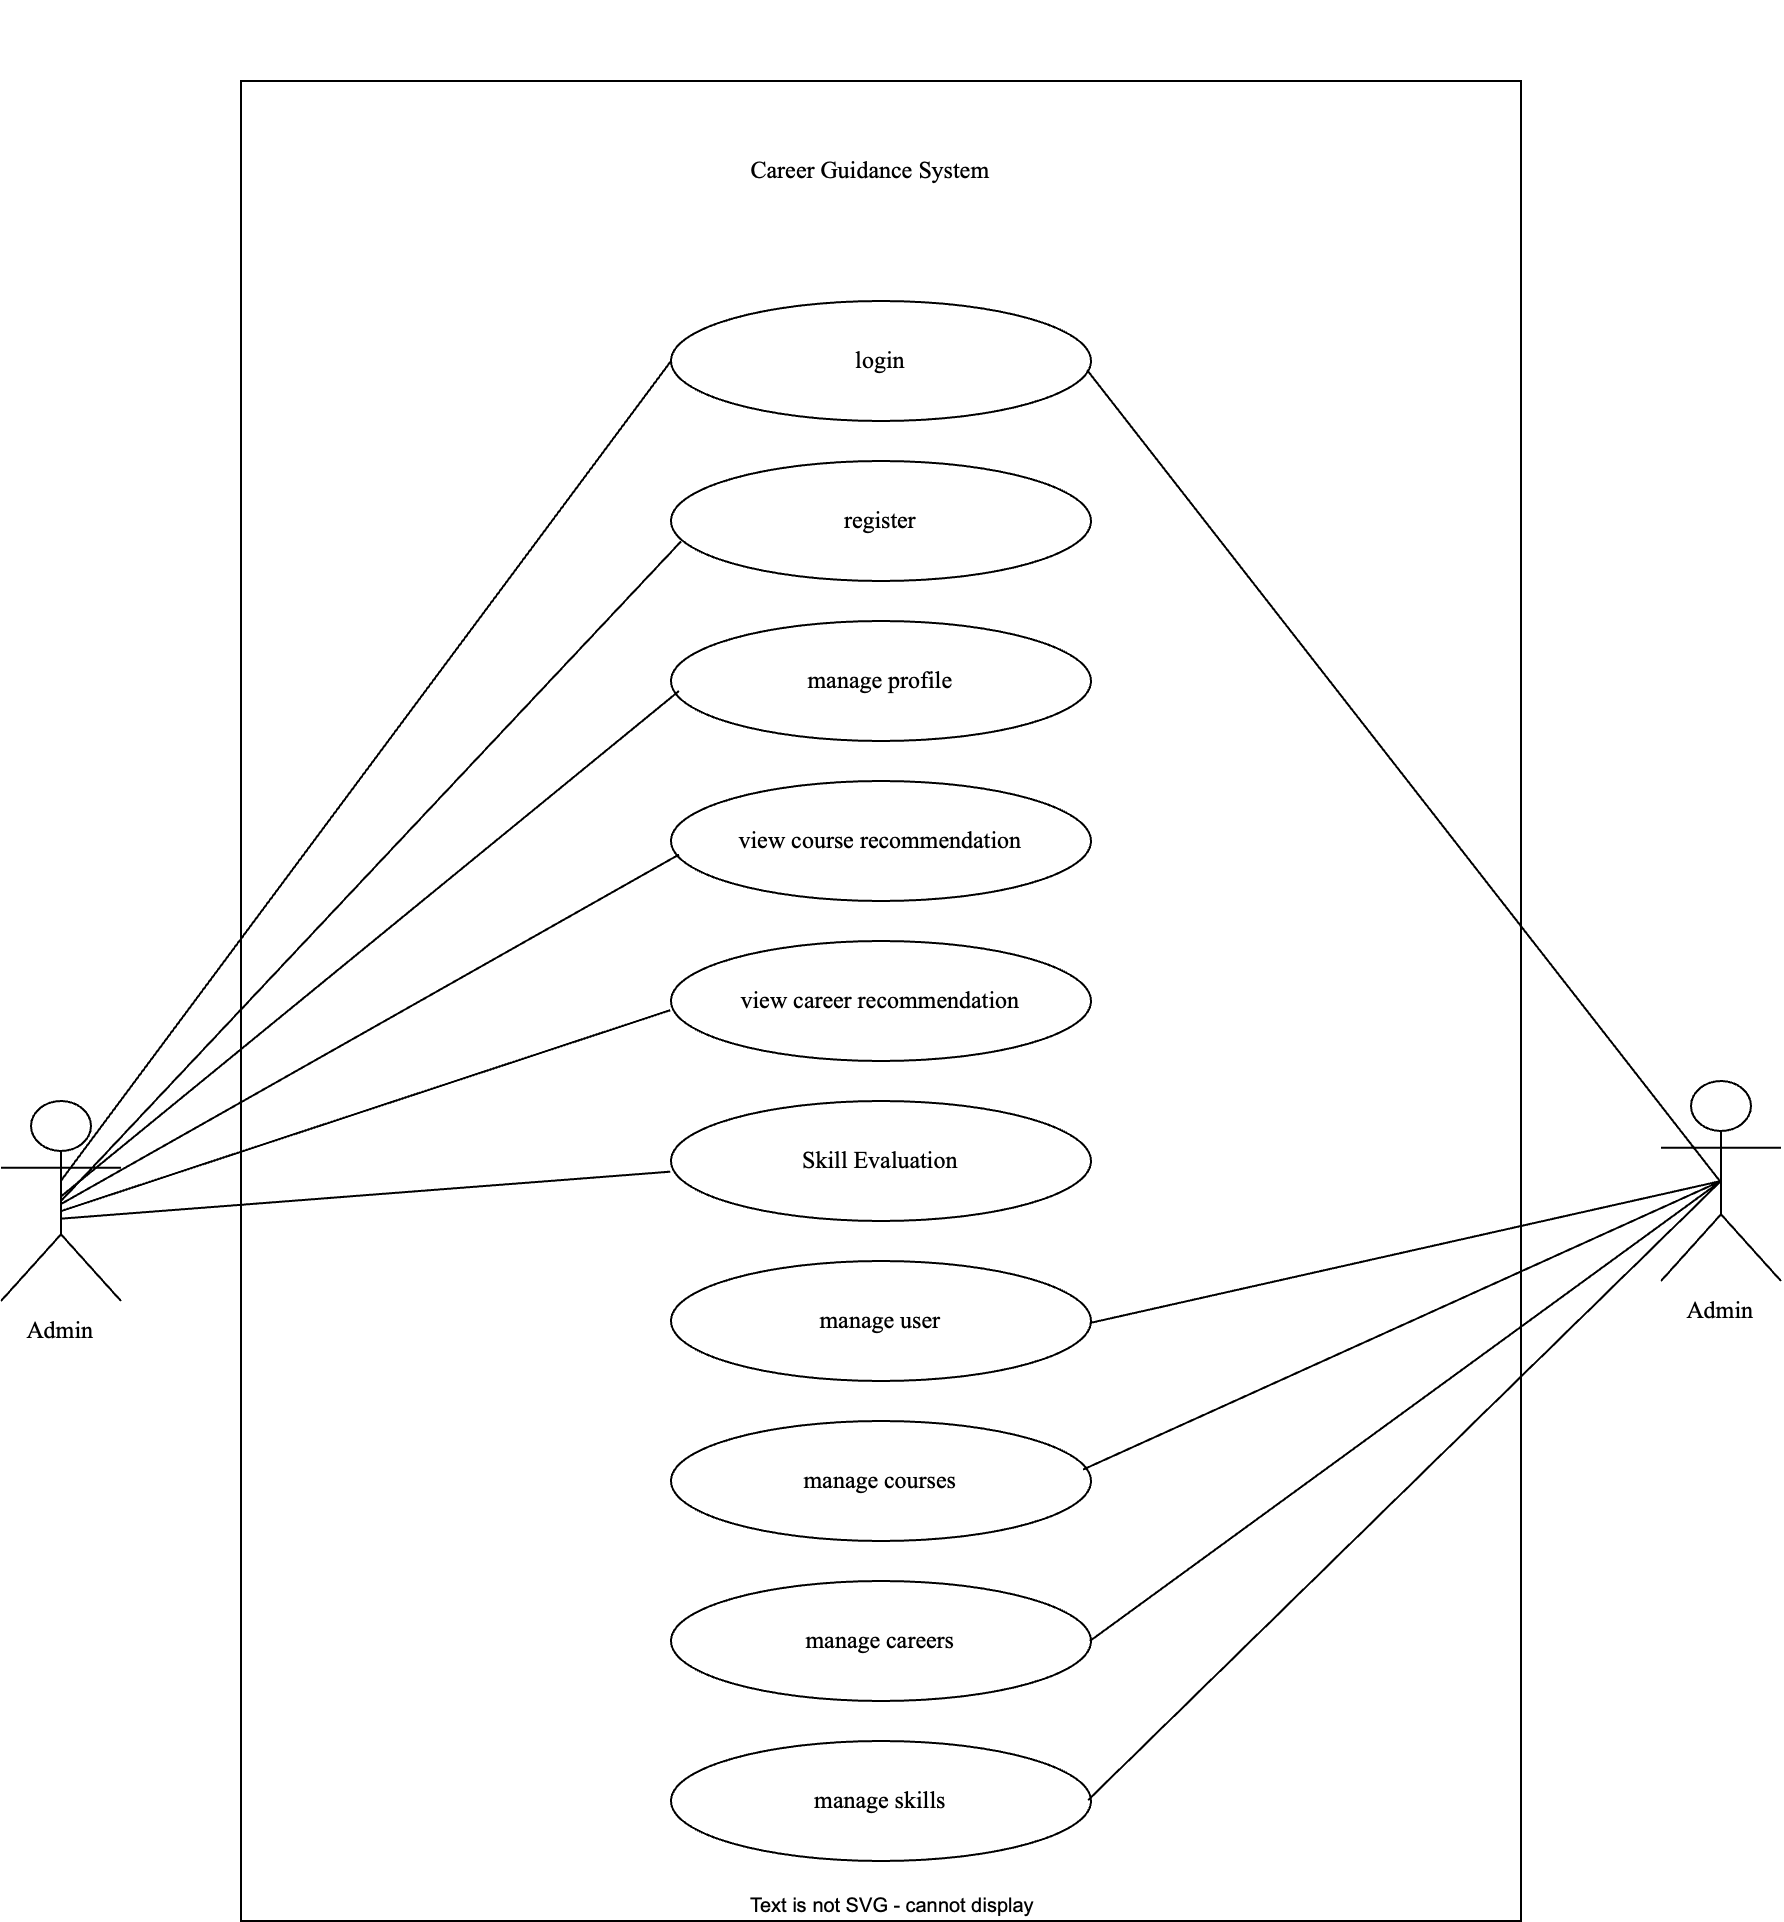 Career Guidance System
login
register
manage profile
view course recommendation
view career recommendation
Skill Evaluation
manage user
Admin
Admin
manage courses
manage careers
manage skills
Text is not SVG - cannot display